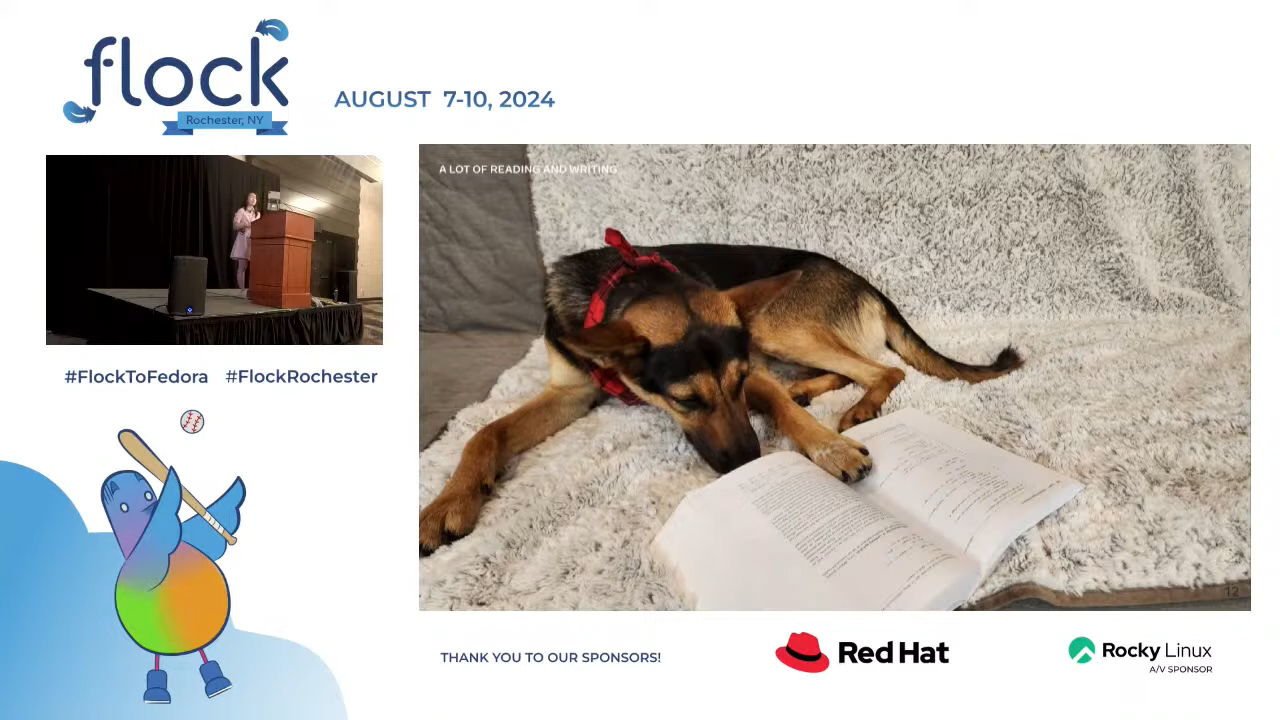 flock
Rochester, NY
AUGUST 7-10, 2024
A LOT OF READING AND WRITING
#FlockToFedora #FlockRochester
12
THANK YOU TO OUR SPONSORS!
Red Hat
Rocky Linux
A/V SPONSOR